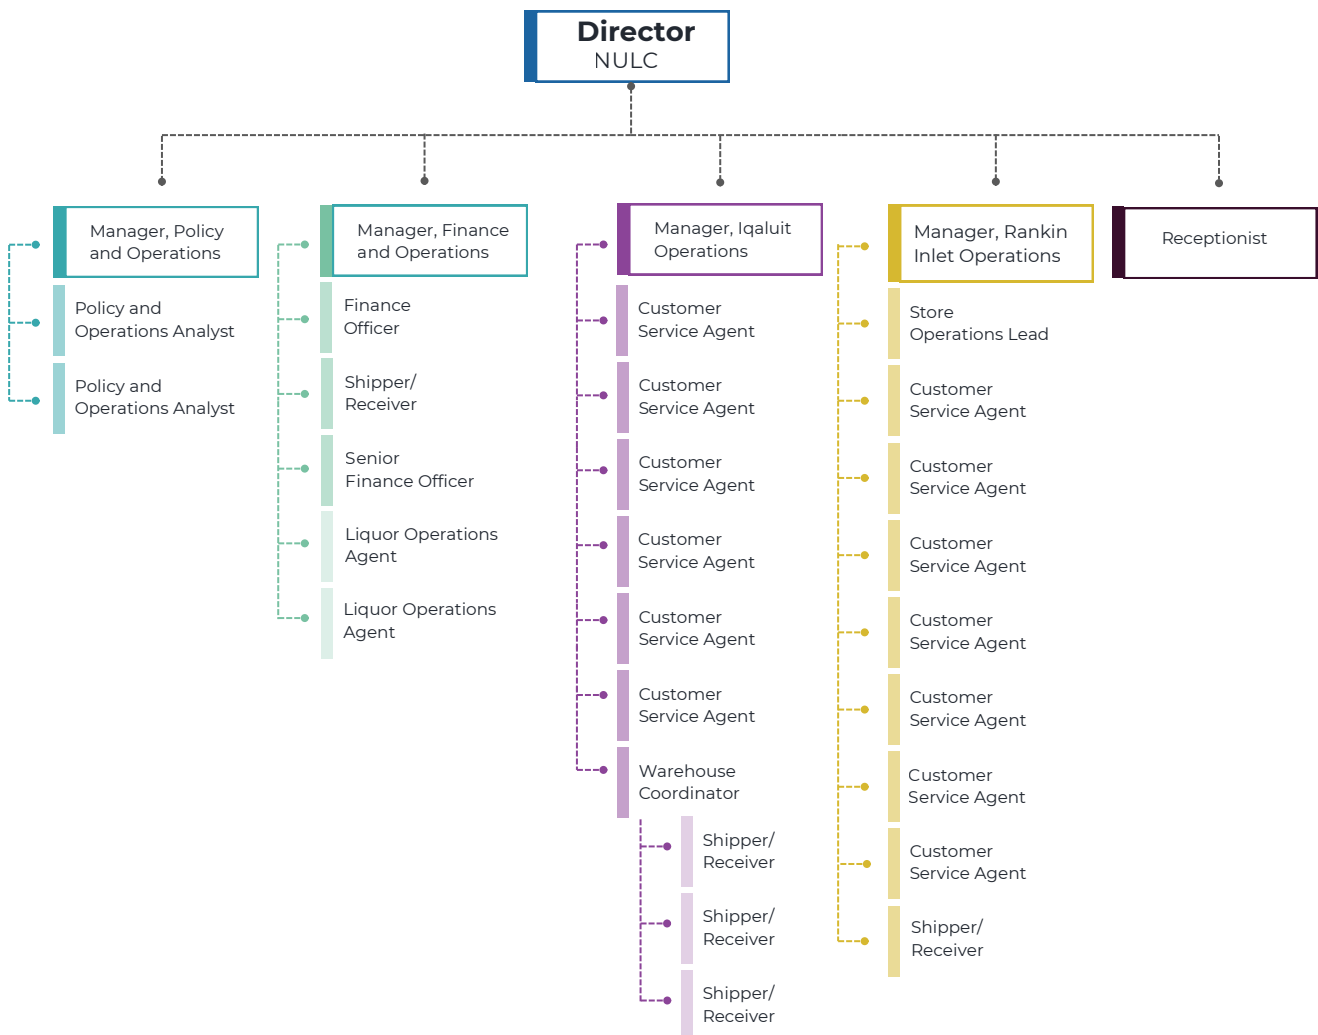 Director
NULC
Manager, Policy
and Operations
Policy and
Operations Analyst
Policy and
Operations Analyst
Manager, Finance
and Operations
Finance
Officer
Shipper/
Receiver
Senior
Finance Officer
Liquor Operations
Agent
Liquor Operations
Agent
Manager, Iqaluit
Operations
Customer
Service Agent
Customer
Service Agent
Customer
Service Agent
Customer
Service Agent
Customer
Service Agent
Customer
Service Agent
Warehouse
Coordinator
Shipper/
Receiver
Shipper/
Receiver
Shipper/
Receiver
Manager, Rankin
Inlet Operations
Store
Operations Lead
Customer
Service Agent
Customer
Service Agent
Customer
Service Agent
Customer
Service Agent
Customer
Service Agent
Customer
Service Agent
Customer
Service Agent
Shipper/
Receiver
Receptionist